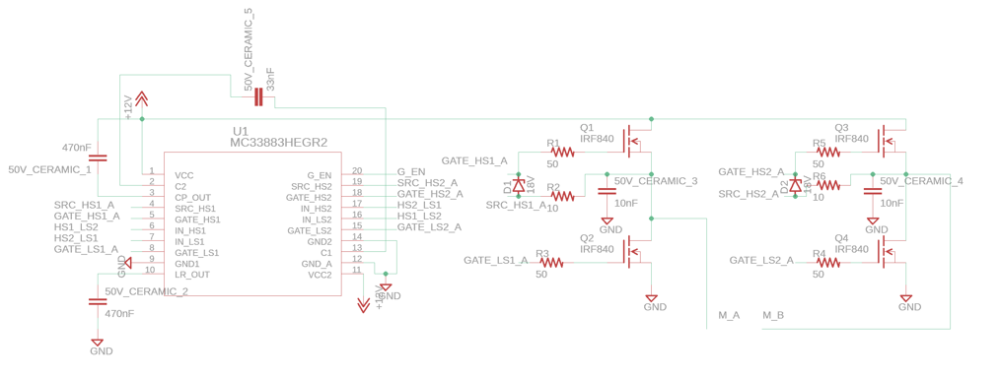 50V_CERAMIC_5
33nF
+12V
U1
MC33883HEGR2
470nF
50V_CERAMIC_1
1 VCC G_EN 20 G_EN
2 C2 SRC_HS2 19 SRC_HS2_A
3 CP_OUT GATE_HS2 18 GATE_HS2_A
SRC_HS1_A 4 SRC_HS1 IN_HS2 17 HS2_LS1
GATE_HS1_A 5 GATE_HS1 IN_LS2 16 HS1_LS2
HS1_LS2 6 IN_HS1 GATE_LS2 15 GATE_LS2_A
HS2_LS1 7 IN_LS1 GND2 14
GATE_LS1_A 8 GATE_LS1 C1 13
GND 9 GND1 GND_A 12
10 LR_OUT VCC2 11
50V_CERAMIC_2
470nF
GND
GND
+12V
Q1
IRF840
R1
50
GATE_HS1_A
D1
18V
R2
10
SRC_HS1_A
50V_CERAMIC_3
10nF
GND
Q2
IRF840
R3
50
GATE_LS1_A
GND
M_A
M_B
Q3
IRF840
R5
50
GATE_HS2_A
D2
18V
R6
10
SRC_HS2_A
50V_CERAMIC_4
10nF
GND
Q4
IRF840
R4
50
GATE_LS2_A
GND